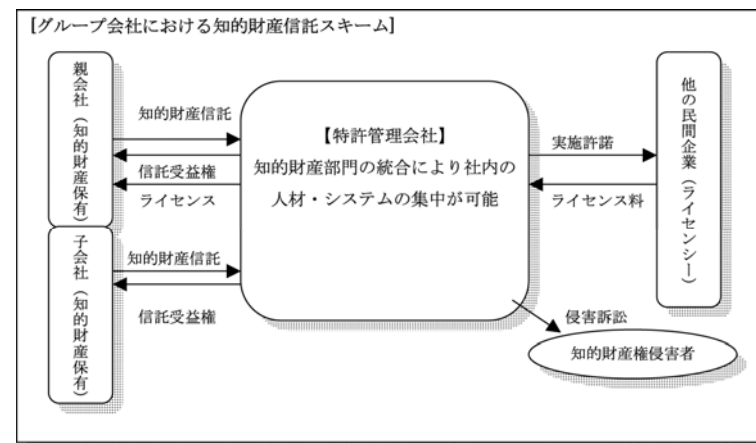 [グループ会社における知的財産信託スキーム]
親会社（知的財産保有）
知的財産信託
信託受益権
ライセンス
子会社（知的財産保有）
知的財産信託
信託受益権
【特許管理会社】
知的財産部門の統合により社内の
人材・システムの集中が可能
実施許諾
ライセンス料
他の民間企業（ライセンシー）
侵害訴訟
知的財産権侵害者